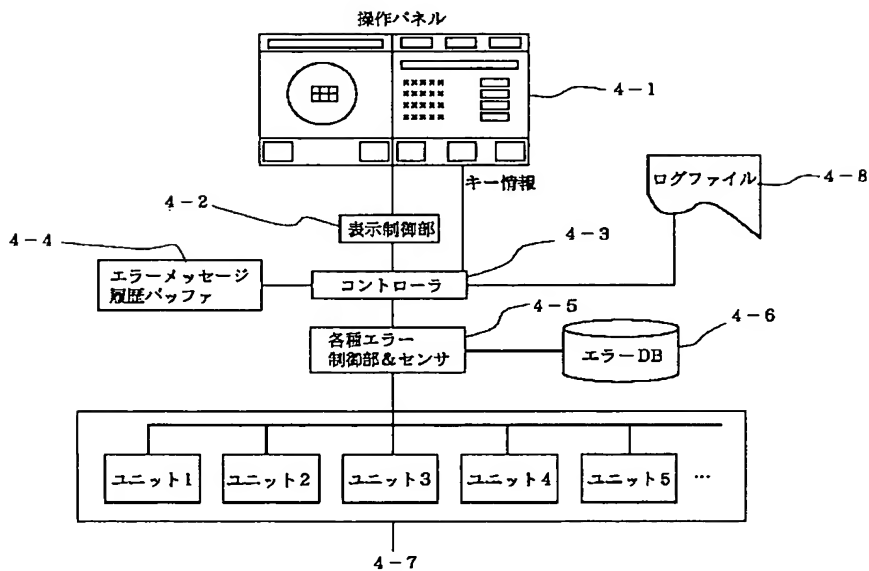 操作パネル
4-1
キー情報
ログファイル
4-8
4-2
表示制御部
4-3
4-4
エラーメッセージ
履歴バッファ
コントローラ
4-5
各種エラー
制御部&センサ
4-6
エラーDB
ユニット1
ユニット2
ユニット3
ユニット4
ユニット5
…
4-7